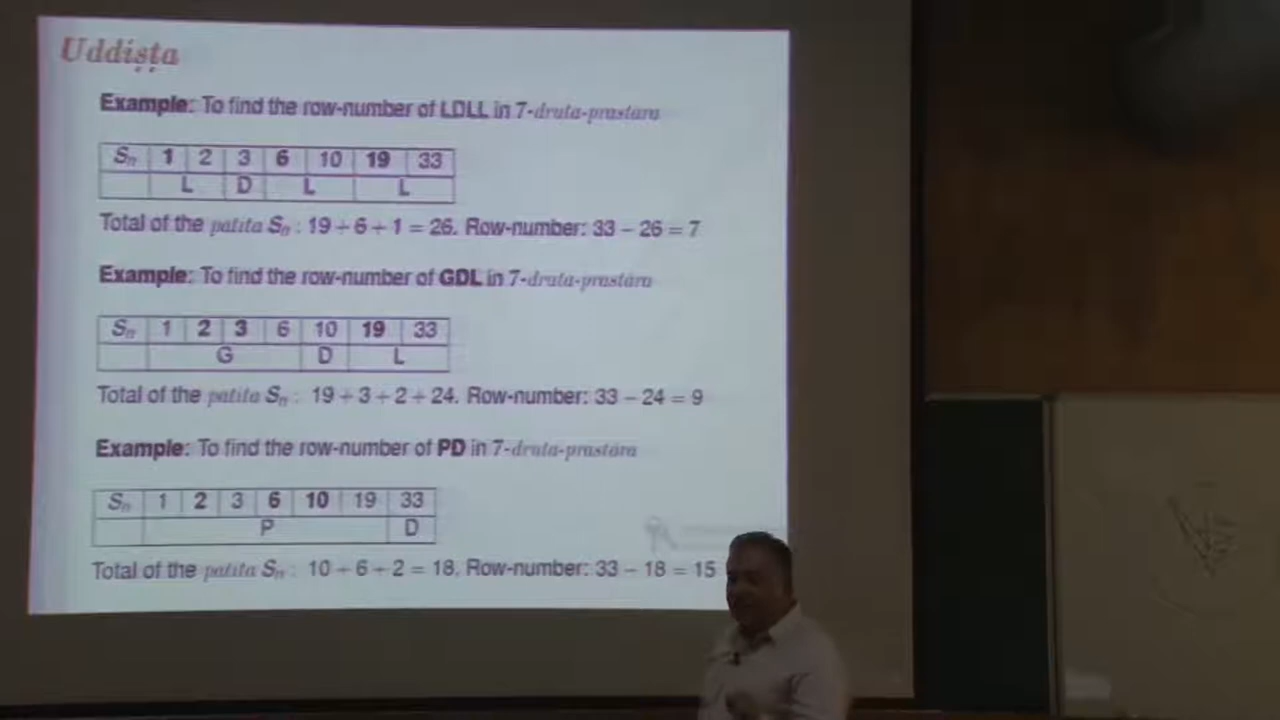 Uddiṣṭa
Example: To find the row-number of LDLL in 7-druta-prastāra
Sn 1 2 3 6 10 19 33
L D L L
Total of the patita Sn : 19 + 6 + 1 = 26. Row-number: 33 − 26 = 7
Example: To find the row-number of GDL in 7-druta-prastāra
Sn 1 2 3 6 10 19 33
G D L
Total of the patita Sn : 19 + 3 + 2 + 24. Row-number: 33 − 24 = 9
Example: To find the row-number of PD in 7-druta-prastāra
Sn 1 2 3 6 10 19 33
P D
Total of the patita Sn : 10 + 6 + 2 = 18. Row-number: 33 − 18 = 15